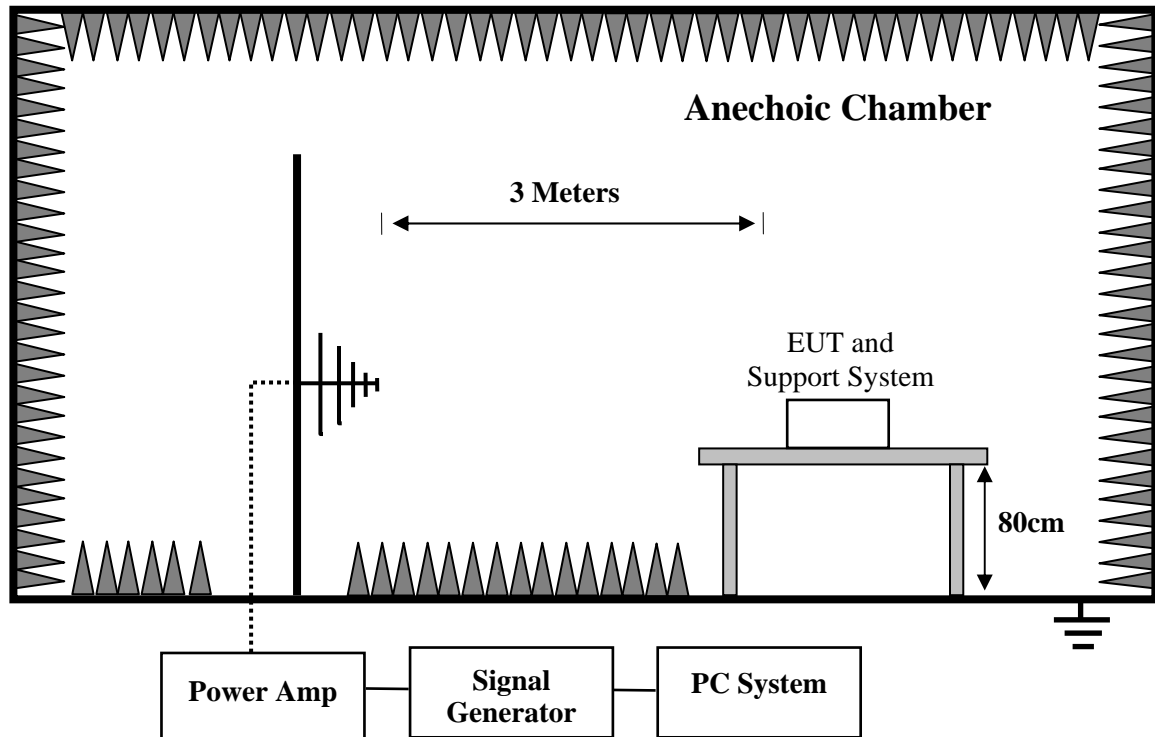 Anechoic Chamber
3 Meters
EUT and
Support System
80cm
Power Amp
Signal
Generator
PC System